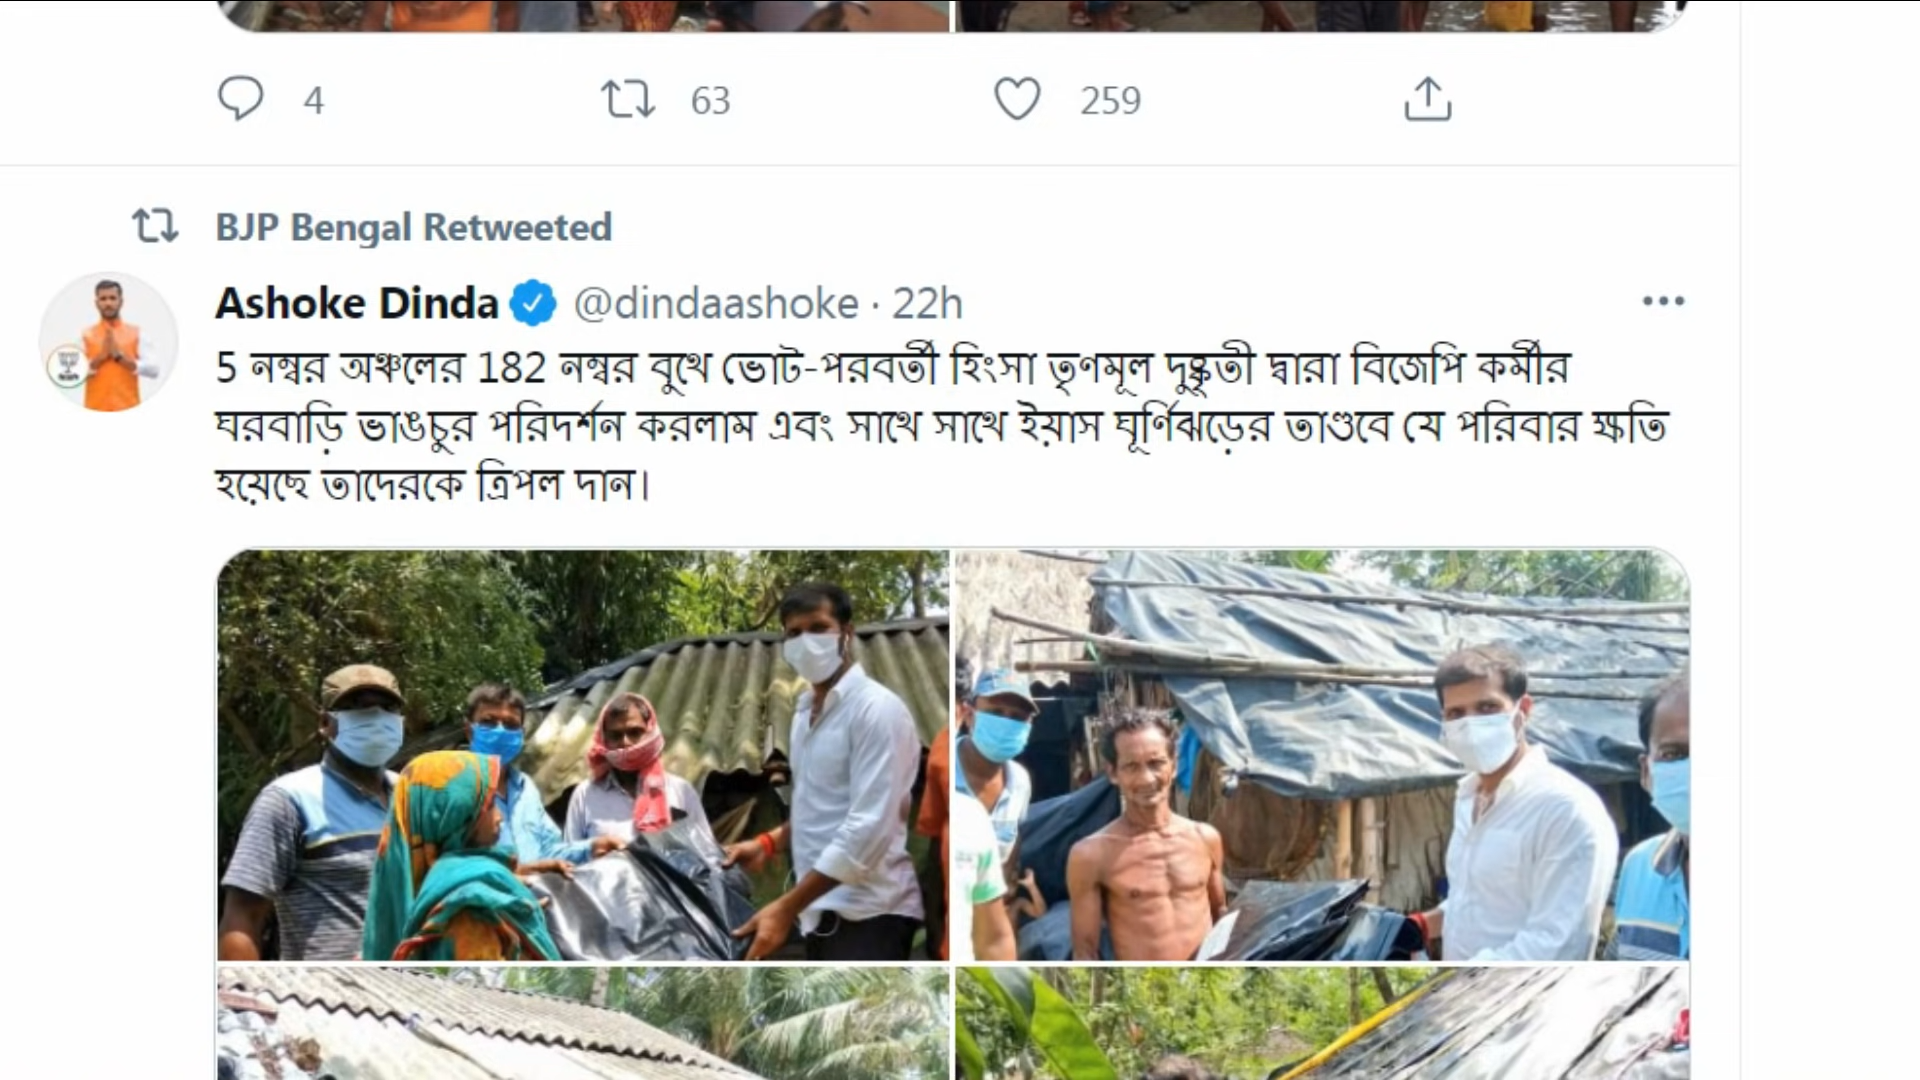 4 63 259
BJP Bengal Retweeted
Ashoke Dinda @dindaashoke · 22h
5 নম্বর অঞ্চলের 182 নম্বর বুথে ভোট-পরবর্তী হিংসা তৃণমূল দুষ্কৃতী দ্বারা বিজেপি কর্মীর
ঘরবাড়ি ভাঙচুর পরিদর্শন করলাম এবং সাথে সাথে ইয়াস ঘূর্ণিঝড়ের তাণ্ডবে যে পরিবার ক্ষতি
হয়েছে তাদেরকে ত্রিপল দান।